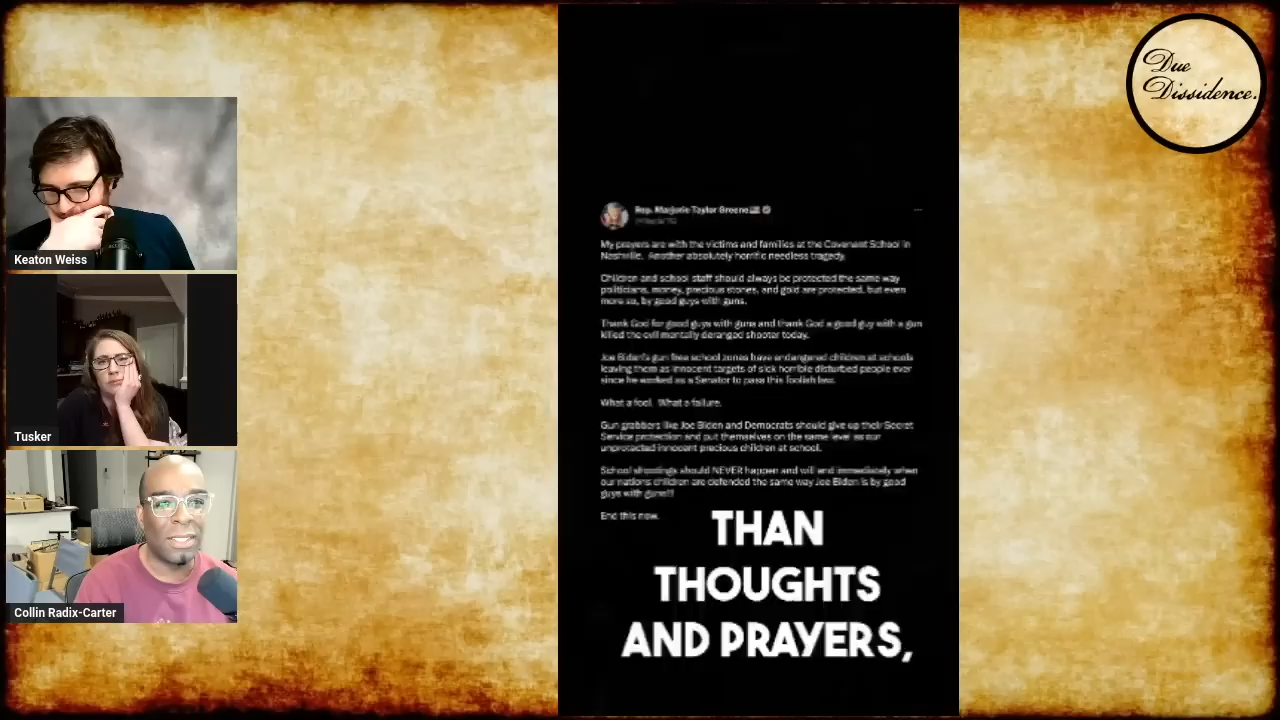 Due
Dissidence.
Keaton Weiss
Tusker
Collin Radix-Carter
Rep. Marjorie Taylor Greene
My prayers are with the victims and families at the Covenant School in
Nashville. Another absolutely horrific needless tragedy.
Children and school staff should always be protected the same way
politicians, money, precious stones, and gold are protected, but even
more so, by good guys with guns.
Thank God for good guys with guns and thank God a good guy with a gun
killed the evil mentally deranged shooter today.
Joe Biden's gun free school zones have endangered children at schools
leaving them as innocent targets of sick horrible disturbed people ever
since he worked as a Senator to pass this foolish law.
What a fool. What a failure.
Gun grabbers like Joe Biden and Democrats should give up their Secret
Service protection and put themselves on the same level as our
unprotected innocent precious children at school.
School shootings should NEVER happen and will end immediately when
our nations children are defended the same way Joe Biden is by good
guys with guns!!!
End this now.
THAN
THOUGHTS
AND PRAYERS,